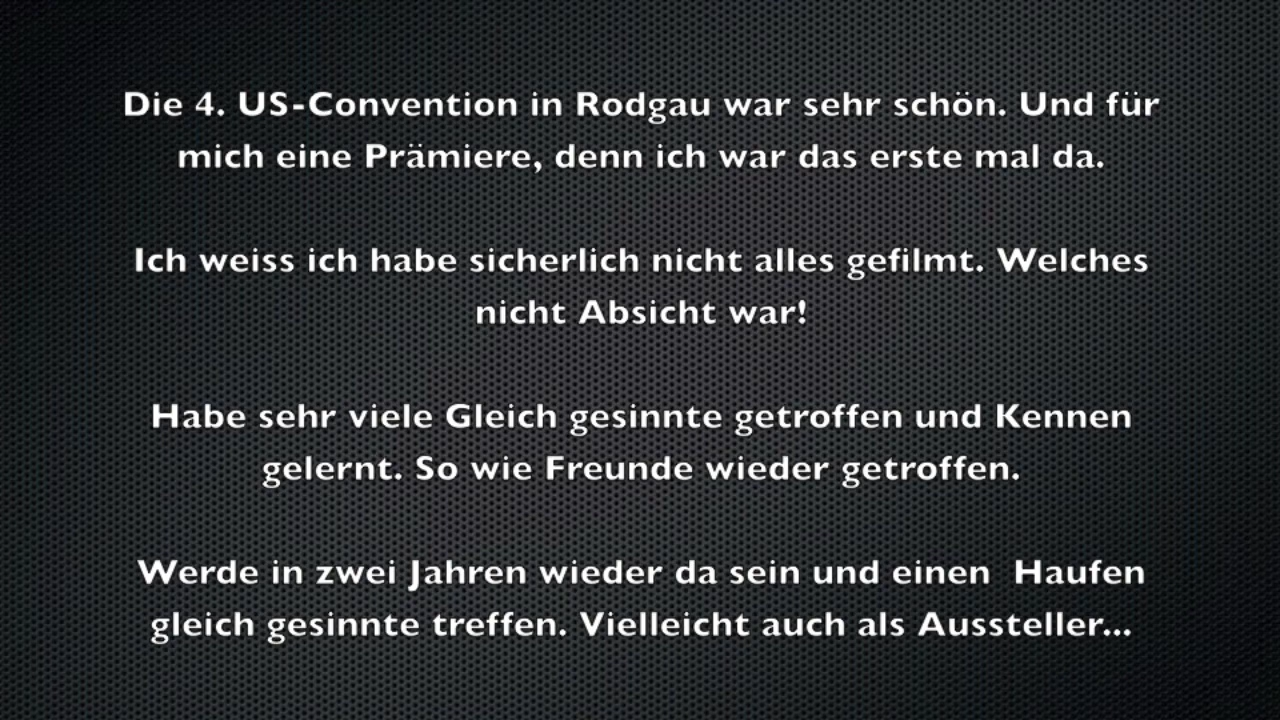 Die 4. US-Convention in Rodgau war sehr schön. Und für
mich eine Prämiere, denn ich war das erste mal da.
Ich weiss ich habe sicherlich nicht alles gefilmt. Welches
nicht Absicht war!
Habe sehr viele Gleich gesinnte getroffen und Kennen
gelernt. So wie Freunde wieder getroffen.
Werde in zwei Jahren wieder da sein und einen  Haufen
gleich gesinnte treffen. Vielleicht auch als Aussteller...